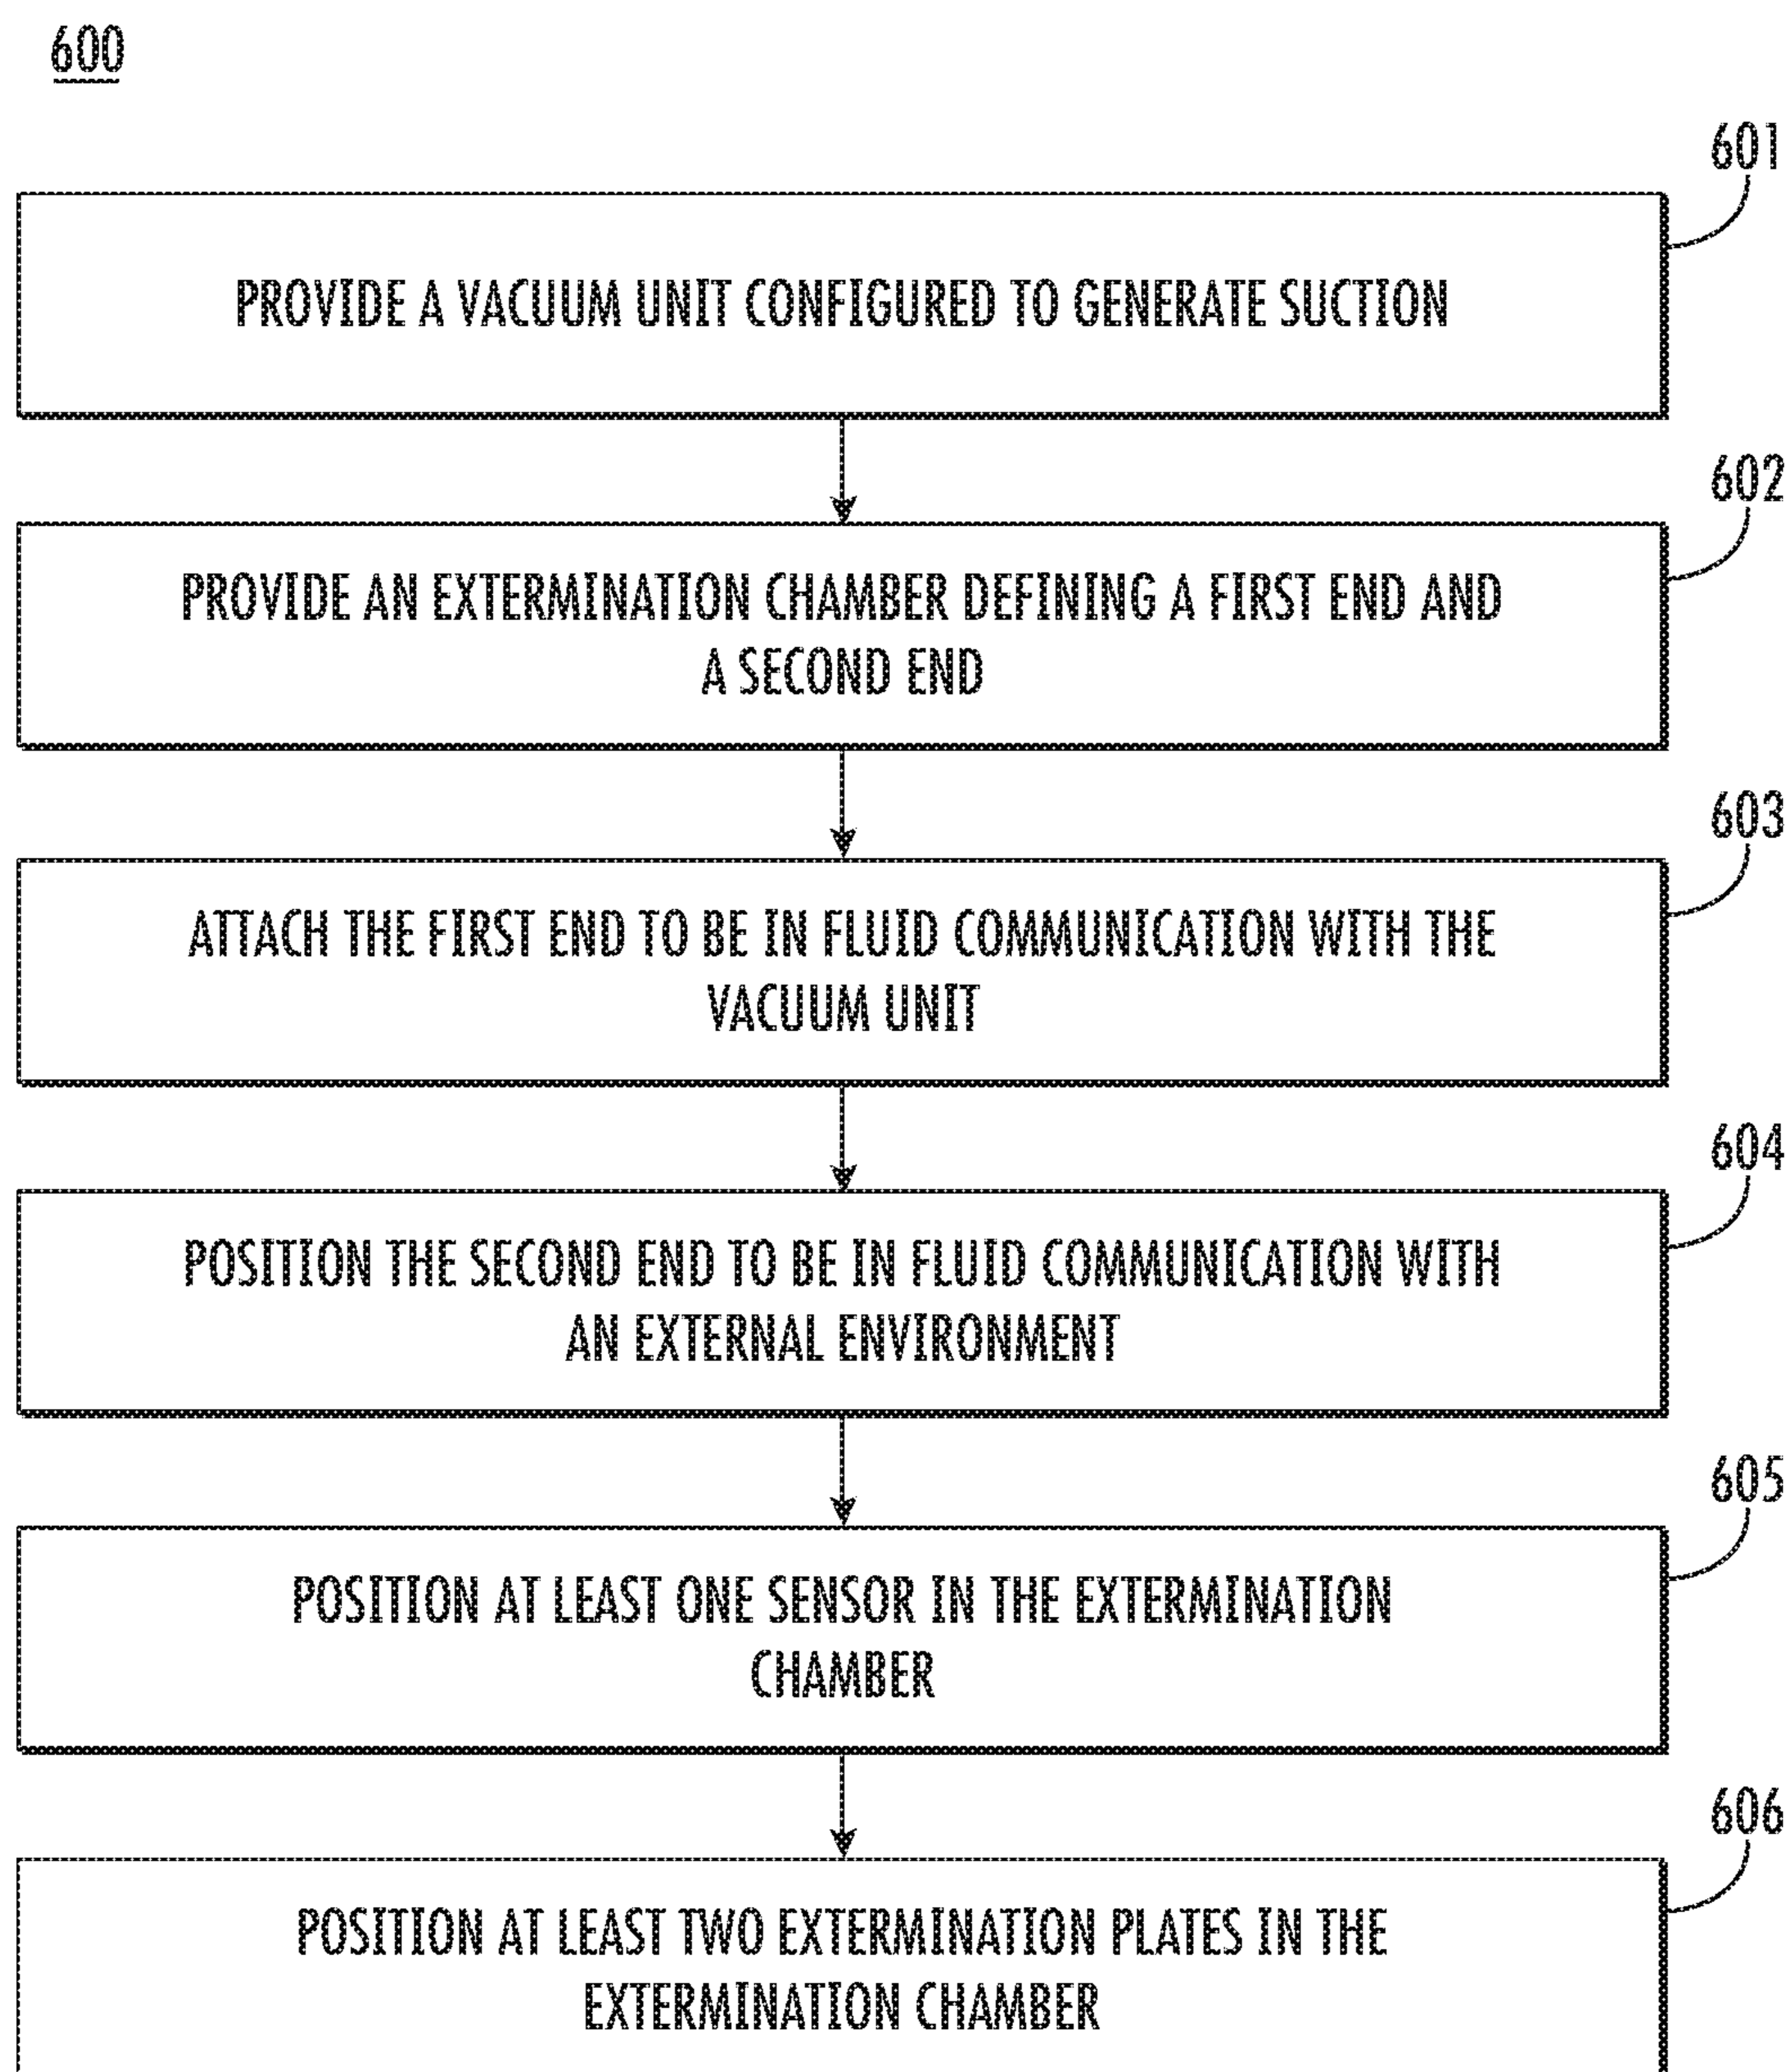 600
601
PROVIDE A VACUUM UNIT CONFIGURED TO GENERATE SUCTION
602
PROVIDE AN EXTERMINATION CHAMBER DEFINING A FIRST END AND
A SECOND END
603
ATTACH THE FIRST END TO BE IN FLUID COMMUNICATION WITH THE
VACUUM UNIT
604
POSITION THE SECOND END TO BE IN FLUID COMMUNICATION WITH
AN EXTERNAL ENVIRONMENT
605
POSITION AT LEAST ONE SENSOR IN THE EXTERMINATION
CHAMBER
606
POSITION AT LEAST TWO EXTERMINATION PLATES IN THE
EXTERMINATION CHAMBER